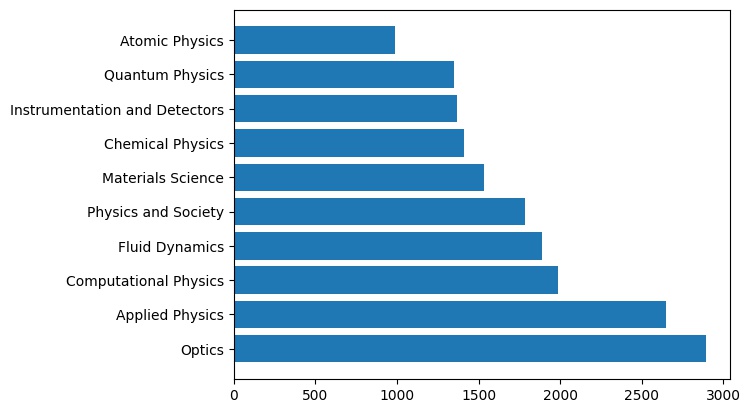 Atomic Physics
Quantum Physics
Instrumentation and Detectors
Chemical Physics
Materials Science
Physics and Society
Fluid Dynamics
Computational Physics
Applied Physics
Optics
0 500 1000 1500 2000 2500 3000